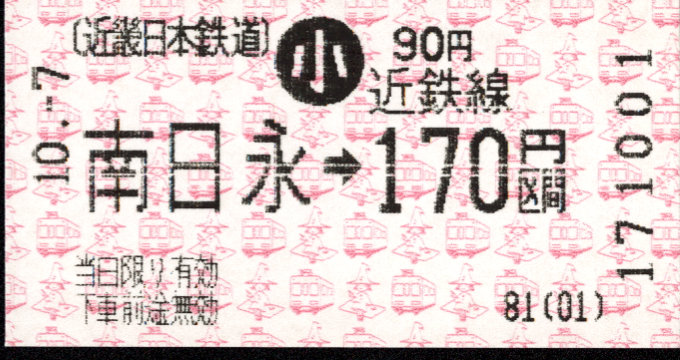 (近畿日本鉄道) 小 90円
近鉄線
10.-7
南日永→170円区間
当日限り有効
下車前途無効
81(01)
171001